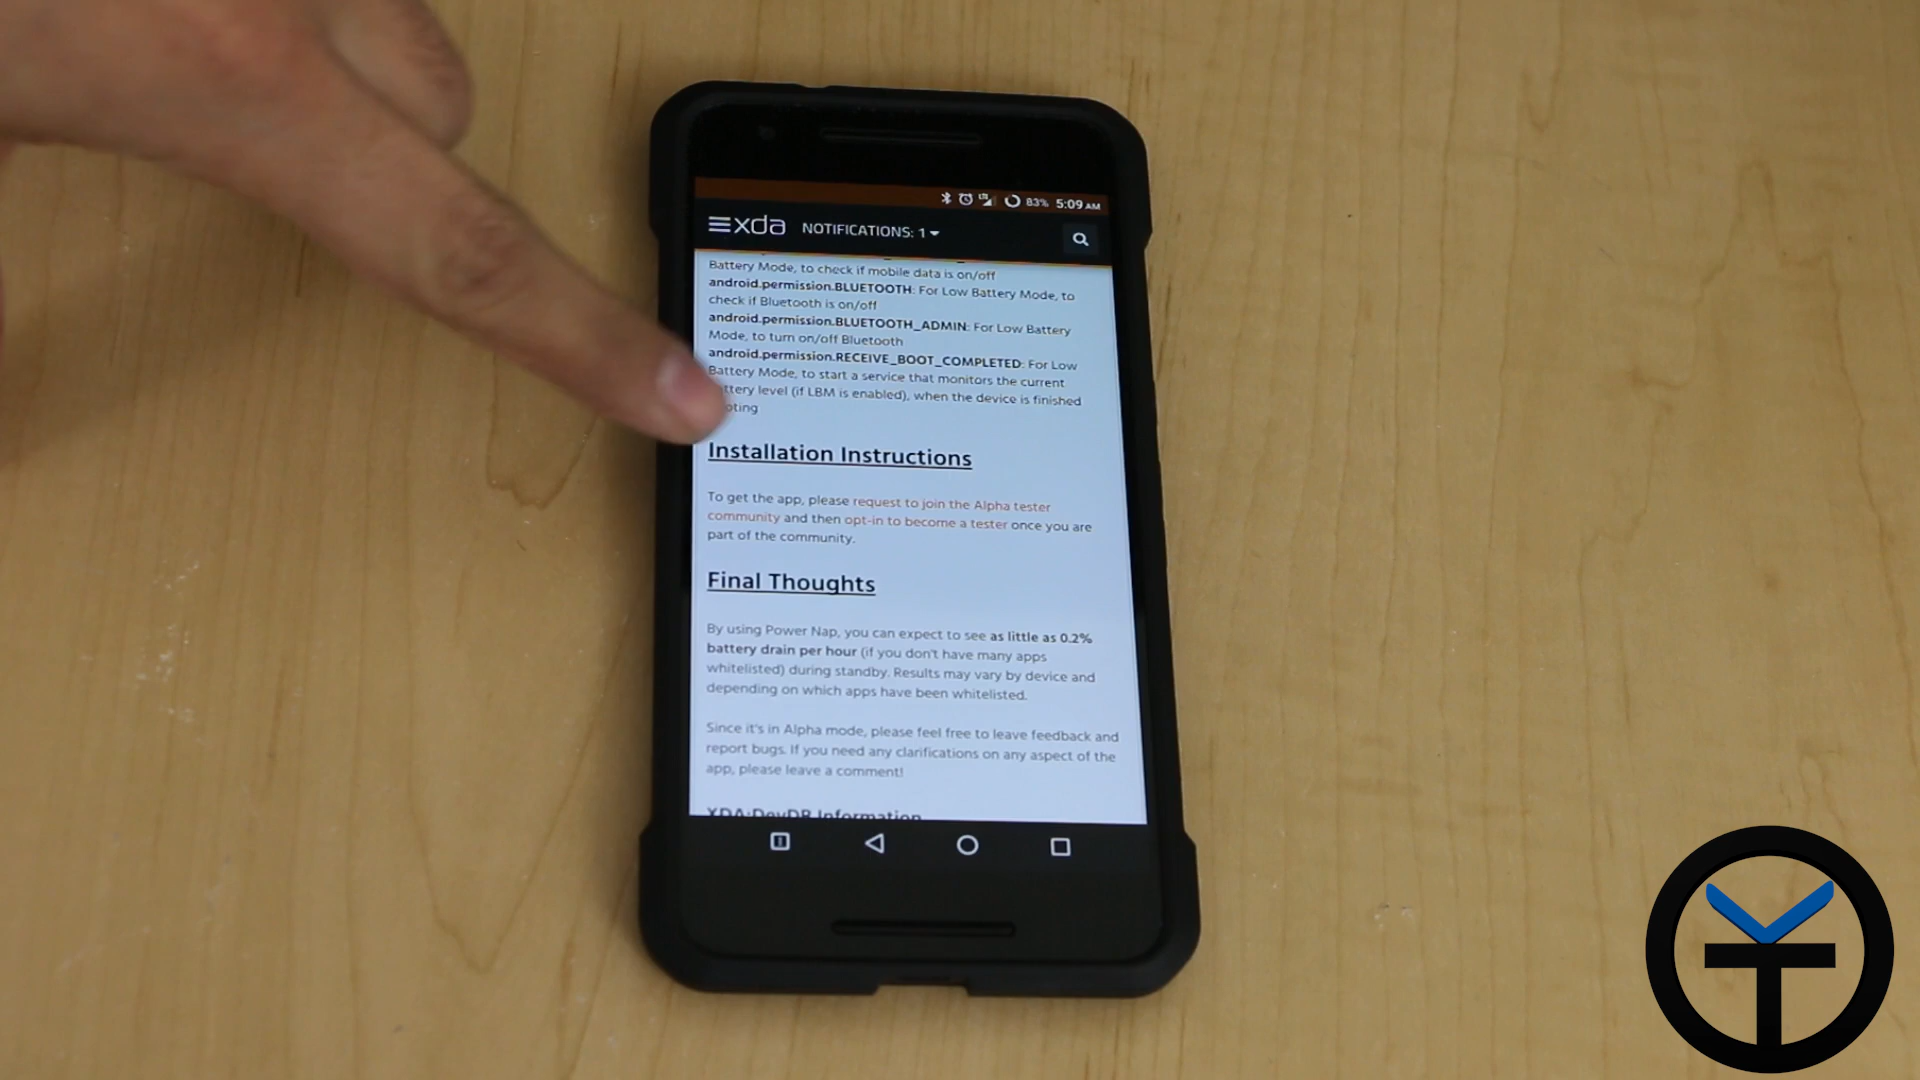 83% 5:09 AM
xda NOTIFICATIONS: 1
Battery Mode, to check if mobile data is on/off
android.permission.BLUETOOTH: For Low Battery Mode, to
check if Bluetooth is on/off
android.permission.BLUETOOTH_ADMIN: For Low Battery
Mode, to turn on/off Bluetooth
android.permission.RECEIVE_BOOT_COMPLETED: For Low
Battery Mode, to start a service that monitors the current
ttery level (if LBM is enabled), when the device is finished
oting
Installation Instructions
To get the app, please request to join the Alpha tester
community and then opt-in to become a tester once you are
part of the community.
Final Thoughts
By using Power Nap, you can expect to see as little as 0.2%
battery drain per hour (if you don't have many apps
whitelisted) during standby. Results may vary by device and
depending on which apps have been whitelisted.
Since it's in Alpha mode, please feel free to leave feedback and
report bugs. If you need any clarifications on any aspect of the
app, please leave a comment!
XDA:DevDB Information